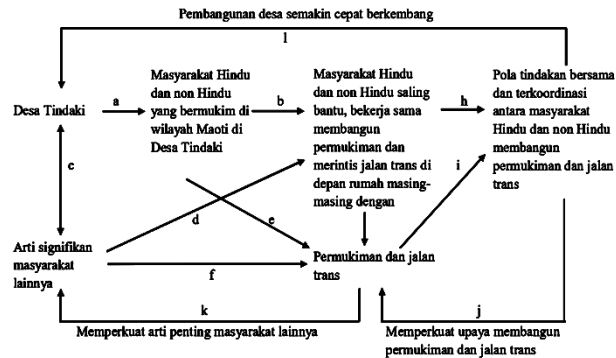 Pembangunan desa semakin cepat berkembang
l
Masyarakat Hindu
dan non Hindu
yang bermukim di
wilayah Maoti di
Desa Tindaki
Masyarakat Hindu
dan non Hindu saling
bantu, bekerja sama
membangun
permukiman dan
merintis jalan trans di
depan rumah masing-
masing dengan
Pola tindakan bersama
dan terkoordinasi
antara masyarakat
Hindu dan non Hindu
membangun
permukiman dan jalan
trans
Desa Tindaki
a
b
h
c
d
e
i
Arti signifikan
masyarakat
lainnya
f
Permukiman dan jalan
trans
k
j
Memperkuat arti penting masyarakat lainnya
Memperkuat upaya membangun
permukiman dan jalan trans